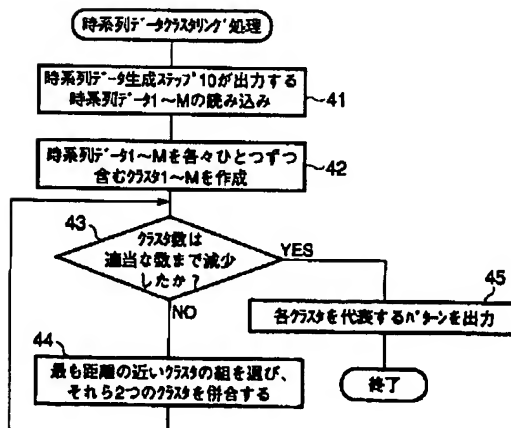 時系列データクラスタリング処理
時系列データ生成ステップ10が出力する
時系列データ1～Mの読み込み
41
時系列データ1～Mを各々ひとつずつ
含むクラスタ1～Mを作成
42
43
クラスタ数は
適当な数まで減少
したか?
YES
NO
45
各クラスタを代表するパターンを出力
終了
44
最も距離の近いクラスタの組を選び、
それら2つのクラスタを併合する